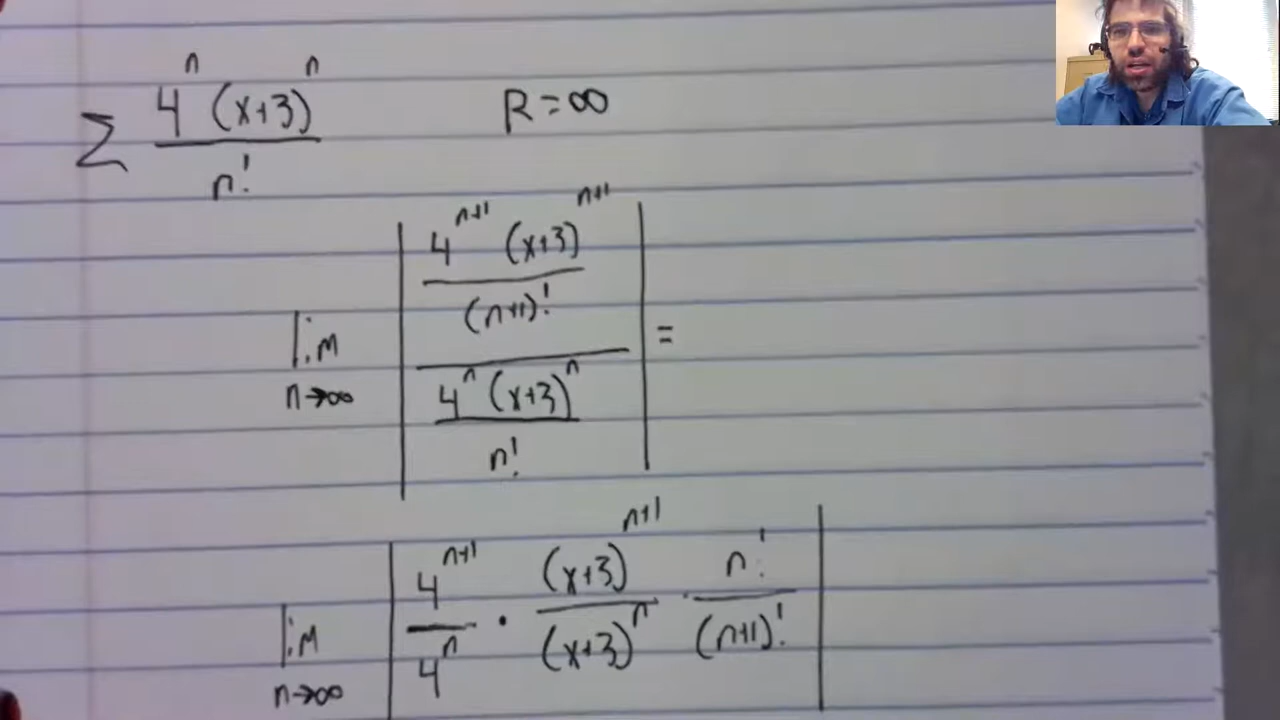 ∑ 4^n (x+3)^n / n! R=∞
lim n→∞ | (4^(n+1) (x+3)^(n+1) / (n+1)!) / (4^n (x+3)^n / n!) | =
lim n→∞ | 4^(n+1) / 4^n · (x+3)^(n+1) / (x+3)^n · n! / (n+1)! |